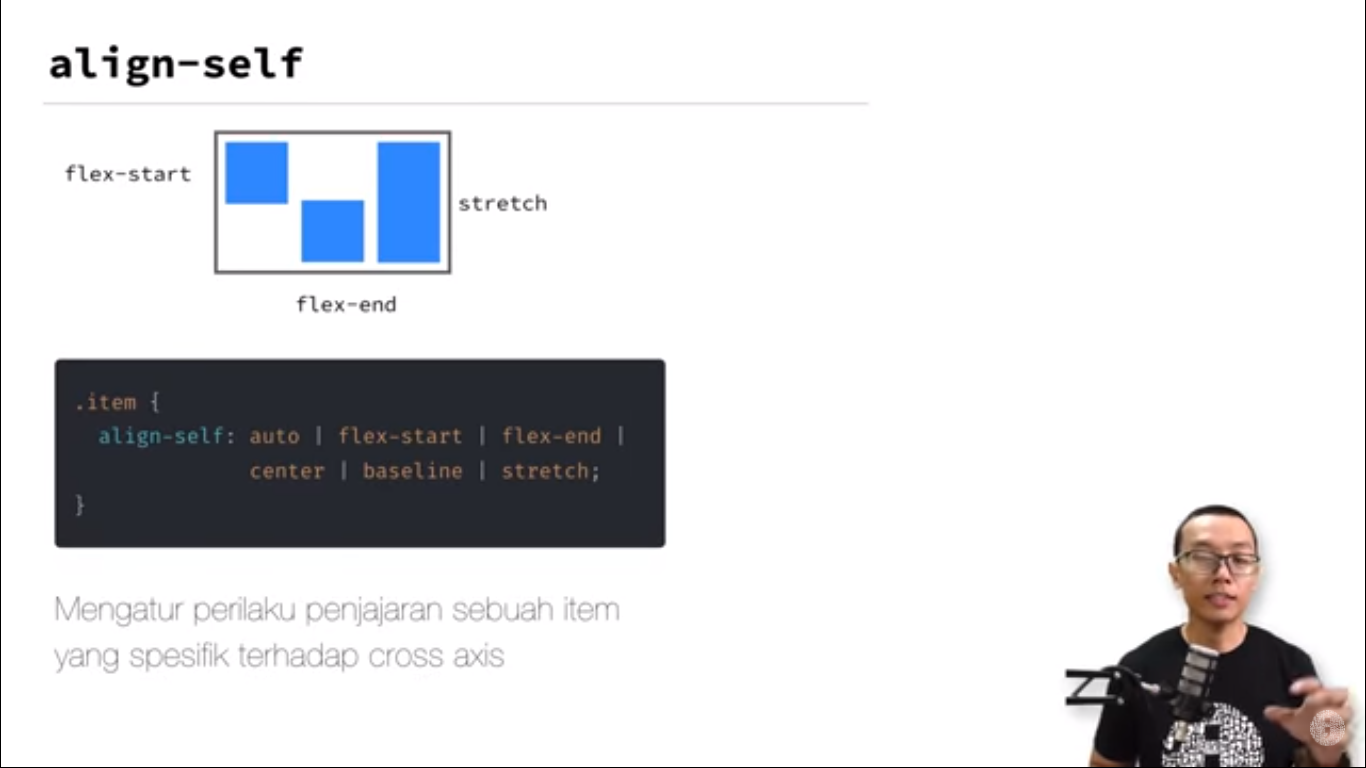 align-self
flex-start
stretch
flex-end
.item {
align-self: auto | flex-start | flex-end |
center | baseline | stretch;
}
Mengatur perilaku penjajaran sebuah item
yang spesifik terhadap cross axis